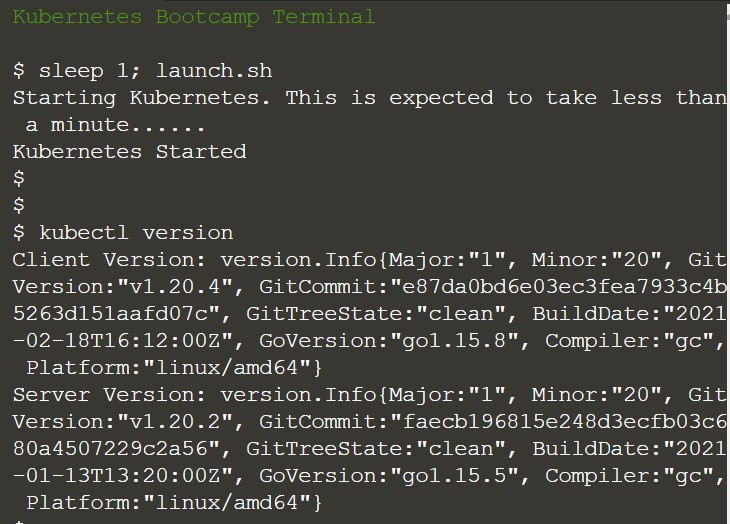 Kubernetes Bootcamp Terminal
$ sleep 1; launch.sh
Starting Kubernetes. This is expected to take less than
a minute......
Kubernetes Started
$
$
$ kubectl version
Client Version: version.Info{Major:"1", Minor:"20", Git
Version:"v1.20.4", GitCommit:"e87da0bd6e03ec3fea7933c4b
5263d151aafd07c", GitTreeState:"clean", BuildDate:"2021
-02-18T16:12:00Z", GoVersion:"go1.15.8", Compiler:"gc",
Platform:"linux/amd64"}
Server Version: version.Info{Major:"1", Minor:"20", Git
Version:"v1.20.2", GitCommit:"faecb196815e248d3ecfb03c6
80a4507229c2a56", GitTreeState:"clean", BuildDate:"2021
-01-13T13:20:00Z", GoVersion:"go1.15.5", Compiler:"gc",
Platform:"linux/amd64"}